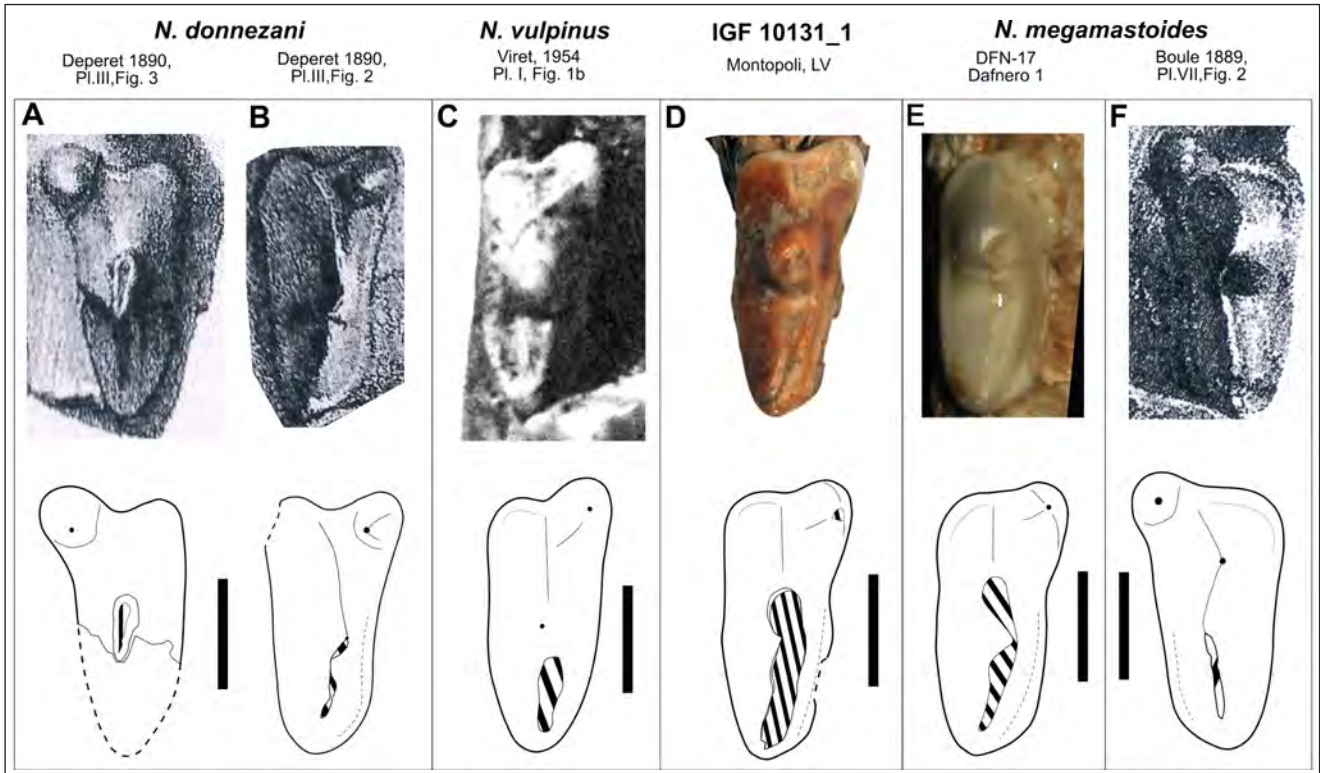 N. donnezani
Deperet 1890,
Pl.III,Fig. 3
Deperet 1890,
Pl.III,Fig. 2
N. vulpinus
Viret, 1954
Pl. I, Fig. 1b
IGF 10131_1
Montopoli, LV
N. megamastoides
DFN-17
Dafnero 1
Boule 1889,
Pl.VII,Fig. 2
A
B
C
D
E
F